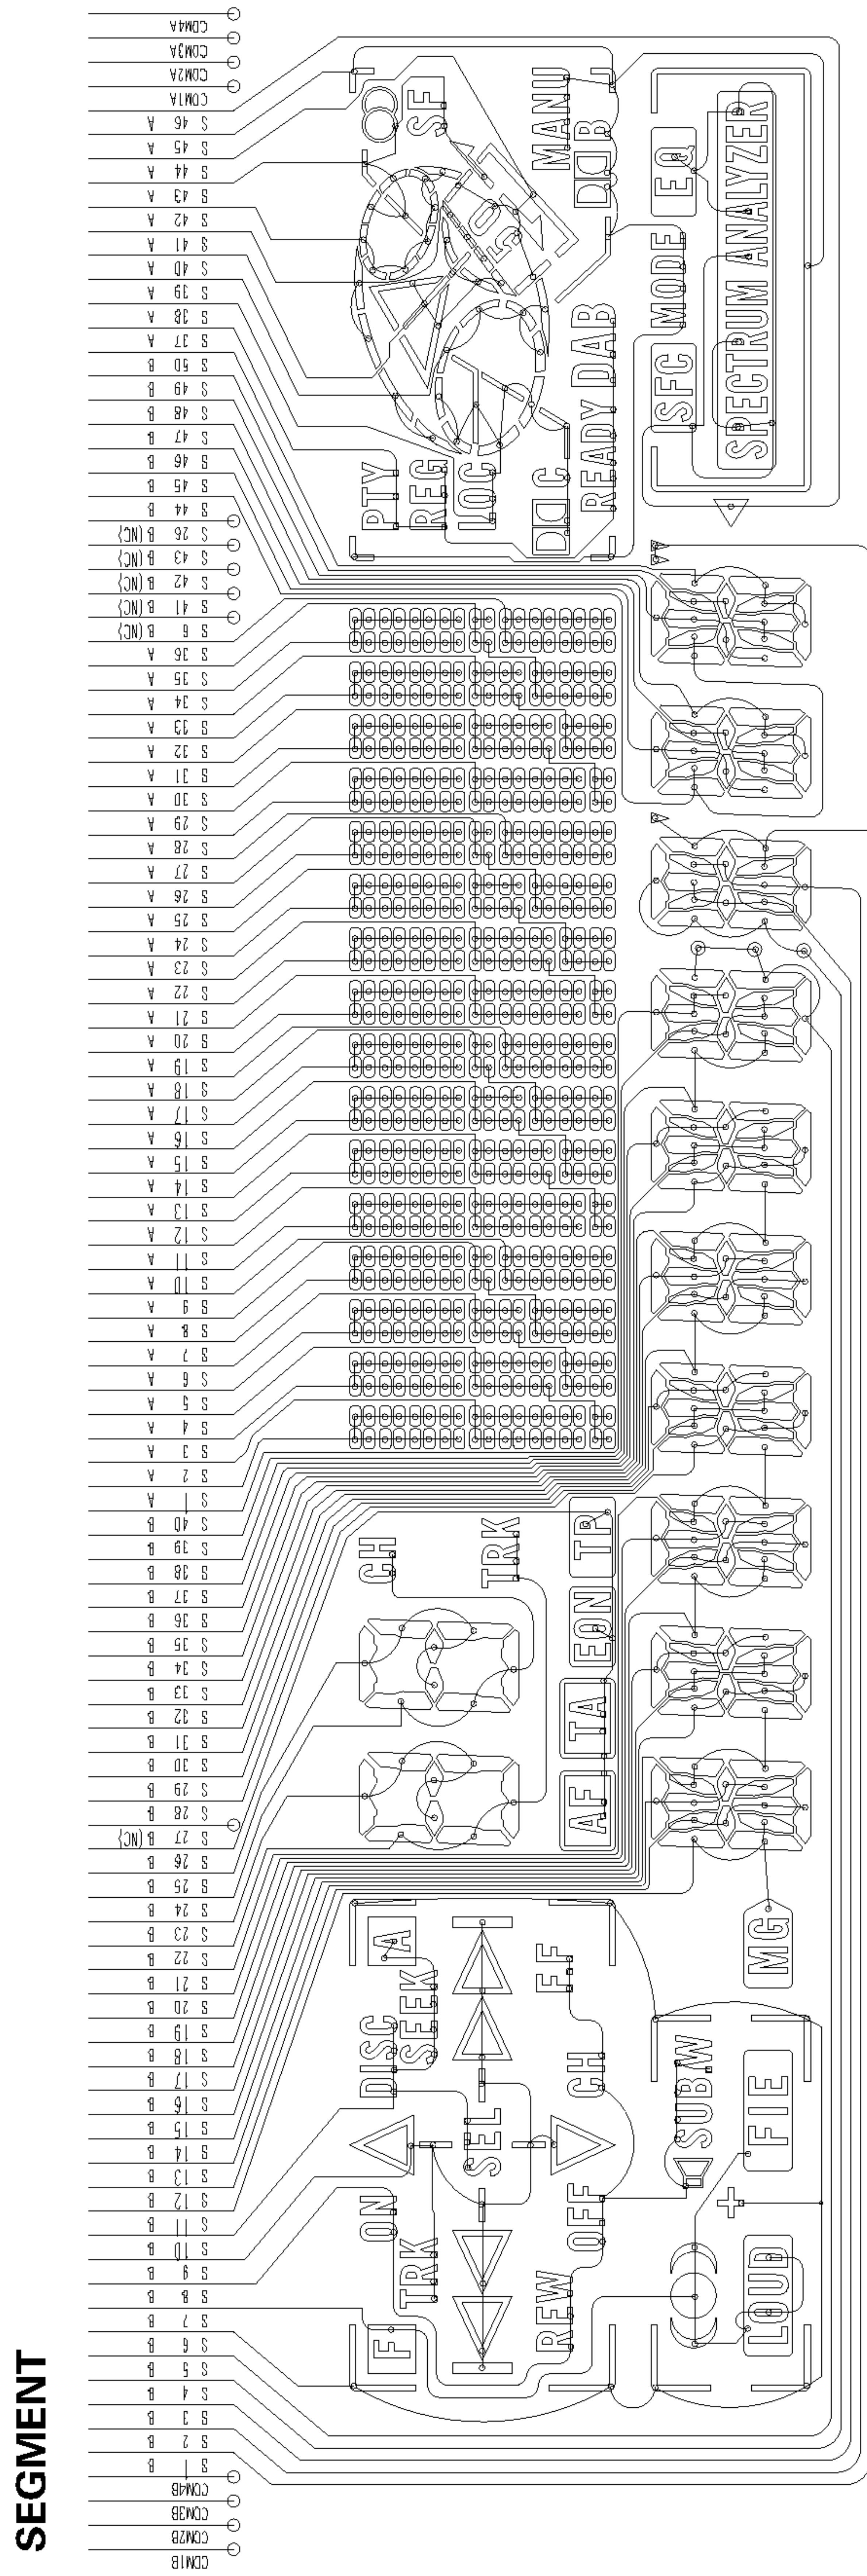 SEGMENT
COM1B
COM2B
COM3B
COM4B
S 1 B
S 2 B
S 3 B
S 4 B
S 5 B
S 6 B
S 7 B
S 8 B
S 9 B
S 10 B
S 11 B
S 12 B
S 13 B
S 14 B
S 15 B
S 16 B
S 17 B
S 18 B
S 19 B
S 20 B
S 21 B
S 22 B
S 23 B
S 24 B
S 25 B
S 26 B
S 27 B (NC)
S 28 B
S 29 B
S 30 B
S 31 B
S 32 B
S 33 B
S 34 B
S 35 B
S 36 B
S 37 B
S 38 B
S 39 B
S 40 B
S 1 A
S 2 A
S 3 A
S 4 A
S 5 A
S 6 A
S 7 A
S 8 A
S 9 A
S 10 A
S 11 A
S 12 A
S 13 A
S 14 A
S 15 A
S 16 A
S 17 A
S 18 A
S 19 A
S 20 A
S 21 A
S 22 A
S 23 A
S 24 A
S 25 A
S 26 A
S 27 A
S 28 A
S 29 A
S 30 A
S 31 A
S 32 A
S 33 A
S 34 A
S 35 A
S 36 A
S 6 B (NC)
S 41 B (NC)
S 42 B (NC)
S 43 B (NC)
S 26 B (NC)
S 44 B
S 45 B
S 46 B
S 47 B
S 48 B
S 49 B
S 50 B
S 37 A
S 38 A
S 39 A
S 40 A
S 41 A
S 42 A
S 43 A
S 44 A
S 45 A
S 46 A
COM1A
COM2A
COM3A
COM4A
F
ON
DISC
A
TRK
SEEK
SEL
REW
FF
OFF
CH
SUB W
LOUD
FIE
MG
CH
TRK
AF
TA
EON
TP
PTY
REG
LOC
SF
50
MANU
C
B
READY DAB
SFC
MODE
EQ
SPECTRUM ANALYZER